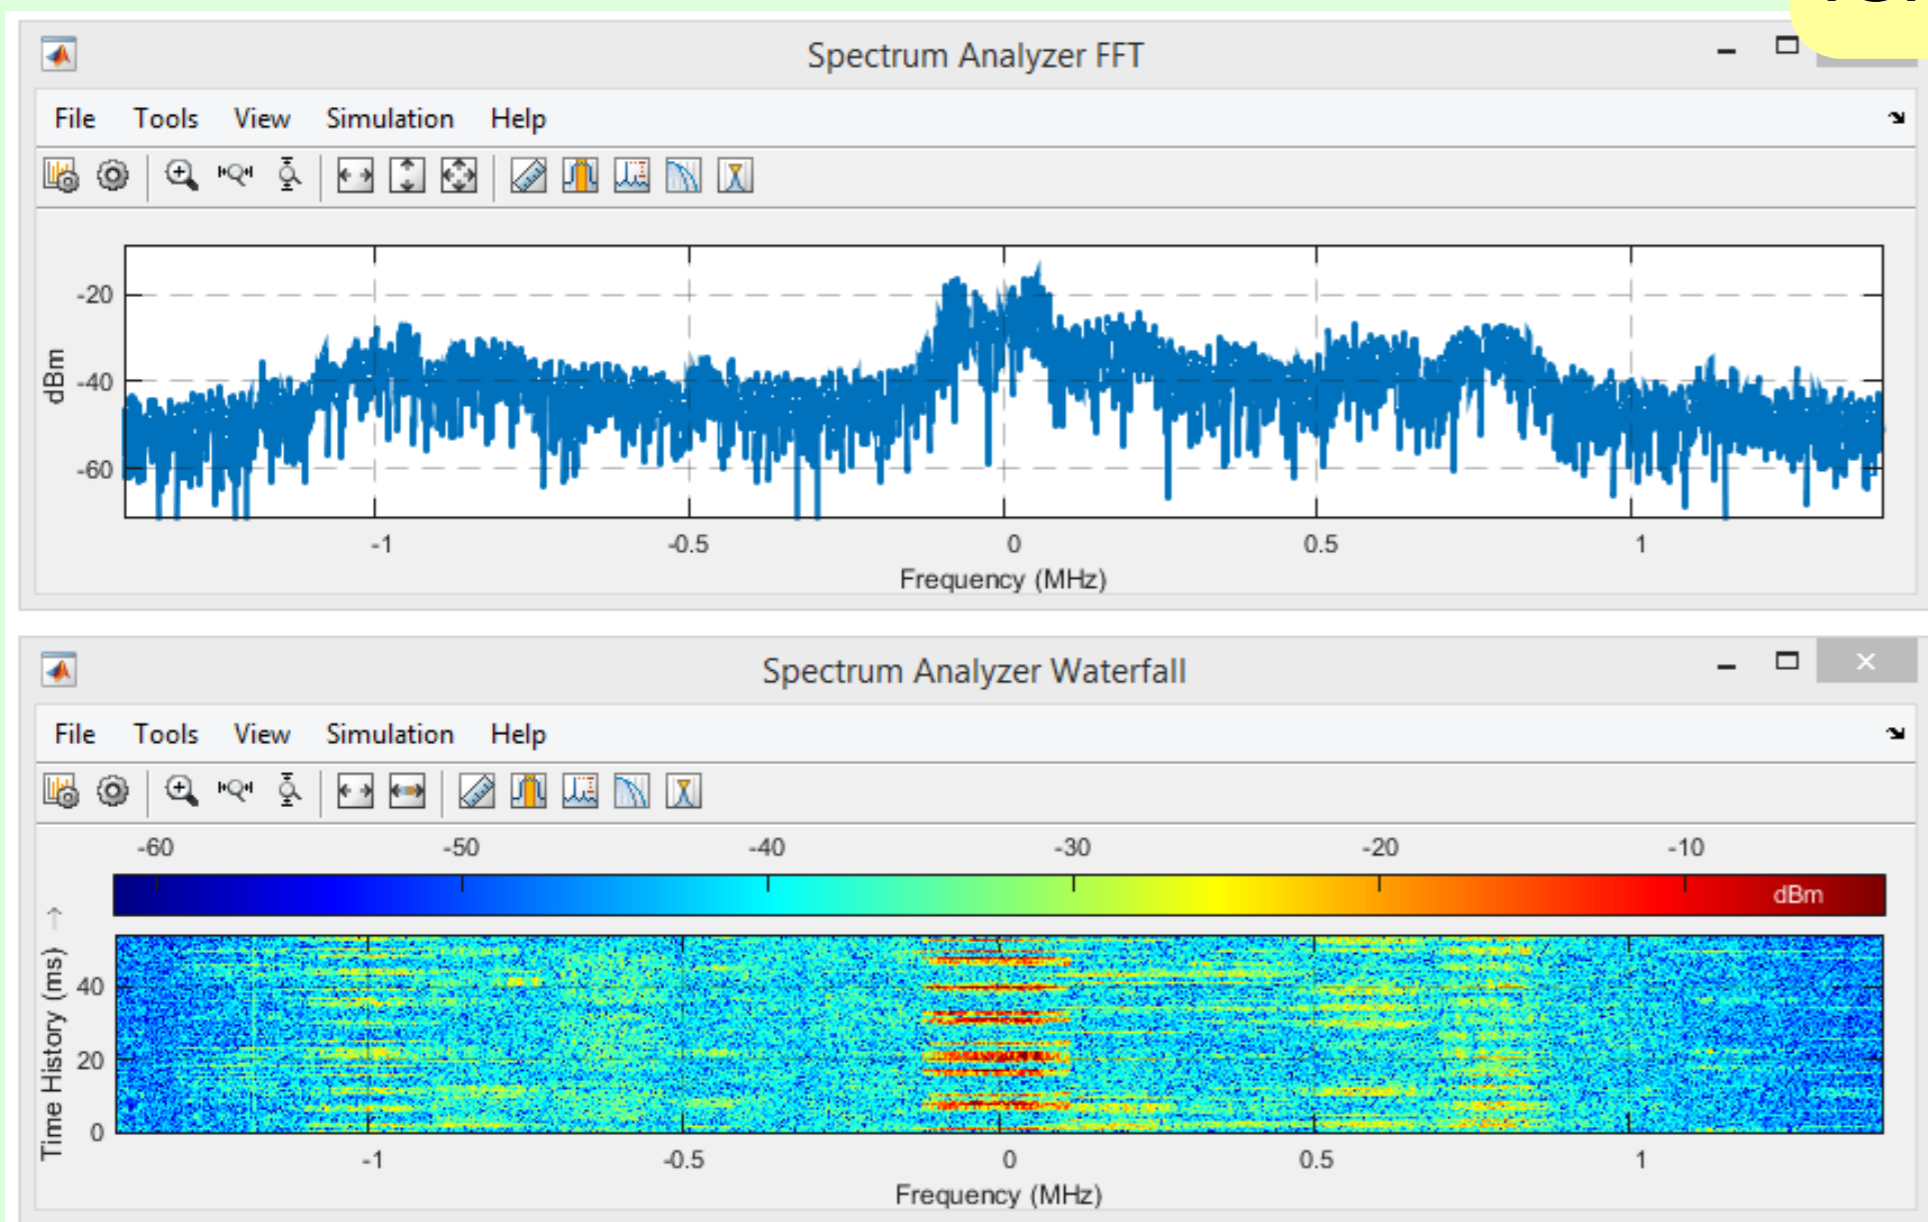 Spectrum Analyzer FFT
File Tools View Simulation Help
-20
-40
-60
dBm
-1 -0.5 0 0.5 1
Frequency (MHz)
Spectrum Analyzer Waterfall
File Tools View Simulation Help
-60 -50 -40 -30 -20 -10
dBm
40
20
0
Time History (ms)
-1 -0.5 0 0.5 1
Frequency (MHz)